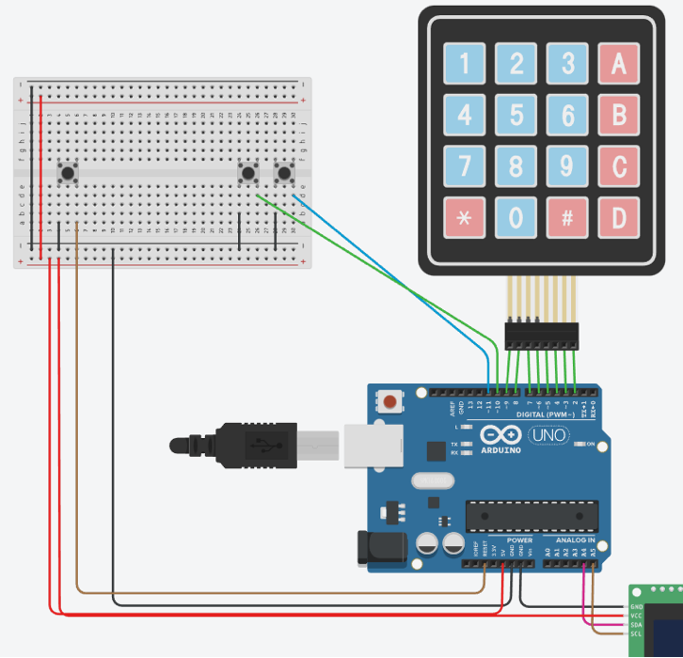 1 2 3 A
4 5 6 B
7 8 9 C
* 0 # D
AREF
GND
13
12
~11
~10
~9
8
7
~6
~5
4
~3
2
TX→1
RX←0
DIGITAL (PWM~)
L
TX
RX
UNO
ON
ARDUINO
POWER
ANALOG IN
IOREF
RESET
3.3V
5V
GND
GND
Vin
A0
A1
A2
A3
A4
A5
GND
VCC
SDA
SCL